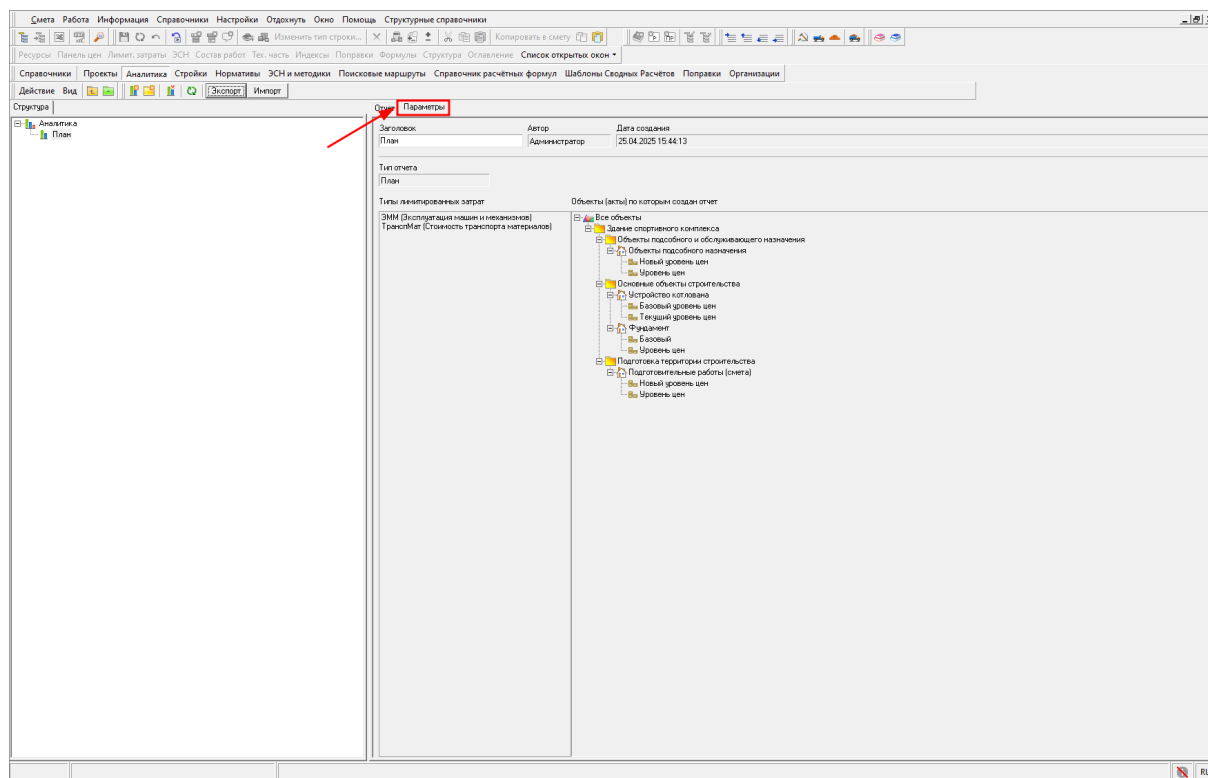 Смета Работа Информация Справочники Настройки Отдохнуть Окно Помощь Структурные справочники
Изменить тип строки... Копировать в смету
Ресурсы Панель цен Лимит. затраты ЭСН Состав работ Тех. часть Индексы Поправки Формулы Структура Оглавление Список открытых окон
Справочники Проекты Аналитика Стройки Нормативы ЭСН и методики Поисковые маршруты Справочник расчётных формул Шаблоны Сводных Расчётов Поправки Организации
Действие Вид Экспорт Импорт
Структура
Аналитика
План
Отчет Параметры
Заголовок Автор Дата создания
План Администратор 25.04.2025 15:44:13
Тип отчета
План
Типы лимитированных затрат Объекты (акты) по которым создан отчет
ЭММ (Эксплуатация машин и механизмов)
ТранспМат (Стоимость транспорта материалов)
Все объекты
Здание спортивного комплекса
Объекты подсобного и обслуживающего назначения
Объекты подсобного назначения
Новый уровень цен
Уровень цен
Основные объекты строительства
Устройство котлована
Базовый уровень цен
Текущий уровень цен
Фундамент
Базовый
Уровень цен
Подготовка территории строительства
Подготовительные работы (смета)
Новый уровень цен
Уровень цен